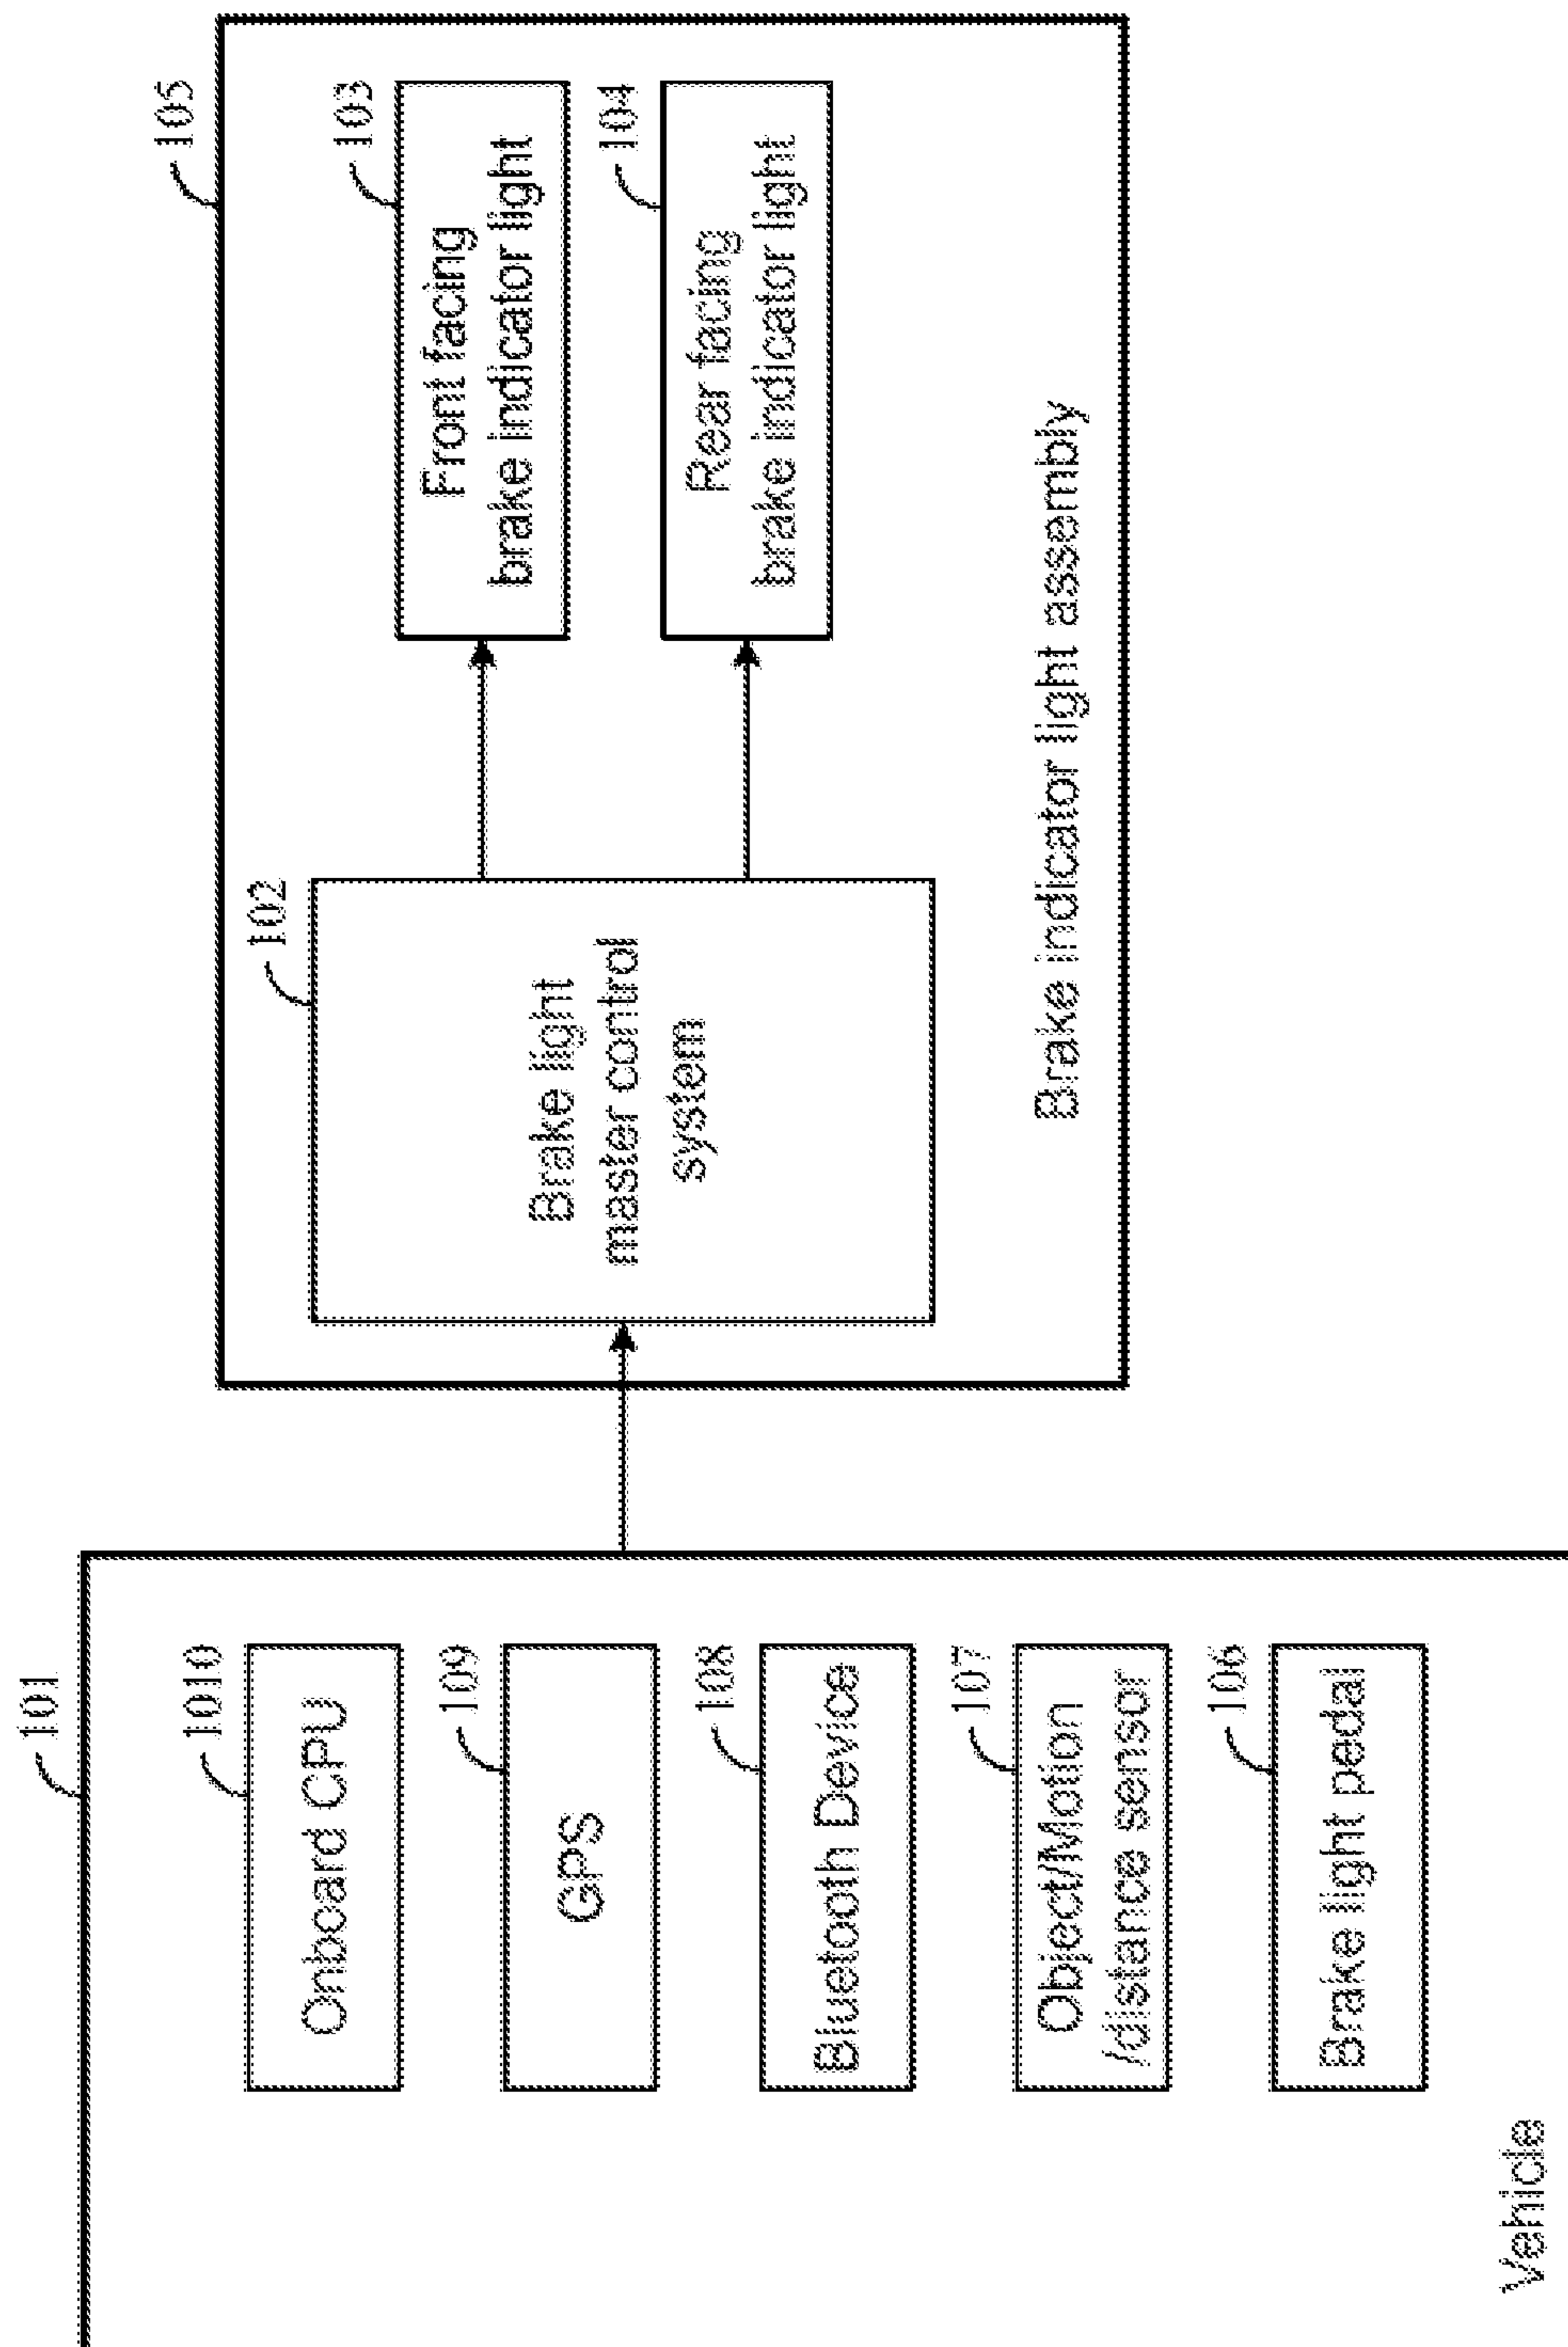 101
1010
Onboard CPU
109
GPS
108
Bluetooth Device
107
Object/Motion
/distance sensor
106
Brake light pedal
Vehicle
105
102
Brake light
master control
system
103
Front facing
brake indicator light
104
Rear facing
brake indicator light
Brake indicator light assembly